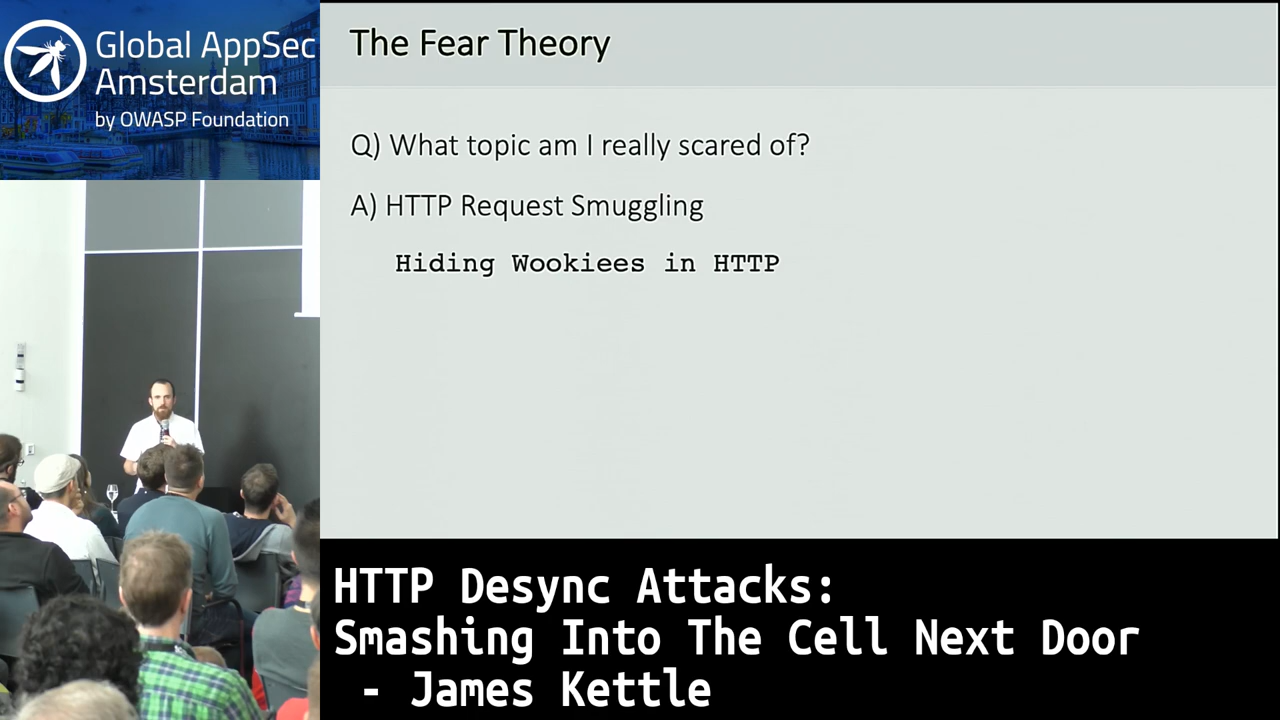 Global AppSec
Amsterdam
by OWASP Foundation
The Fear Theory
Q) What topic am I really scared of?
A) HTTP Request Smuggling
Hiding Wookiees in HTTP
HTTP Desync Attacks:
Smashing Into The Cell Next Door
- James Kettle